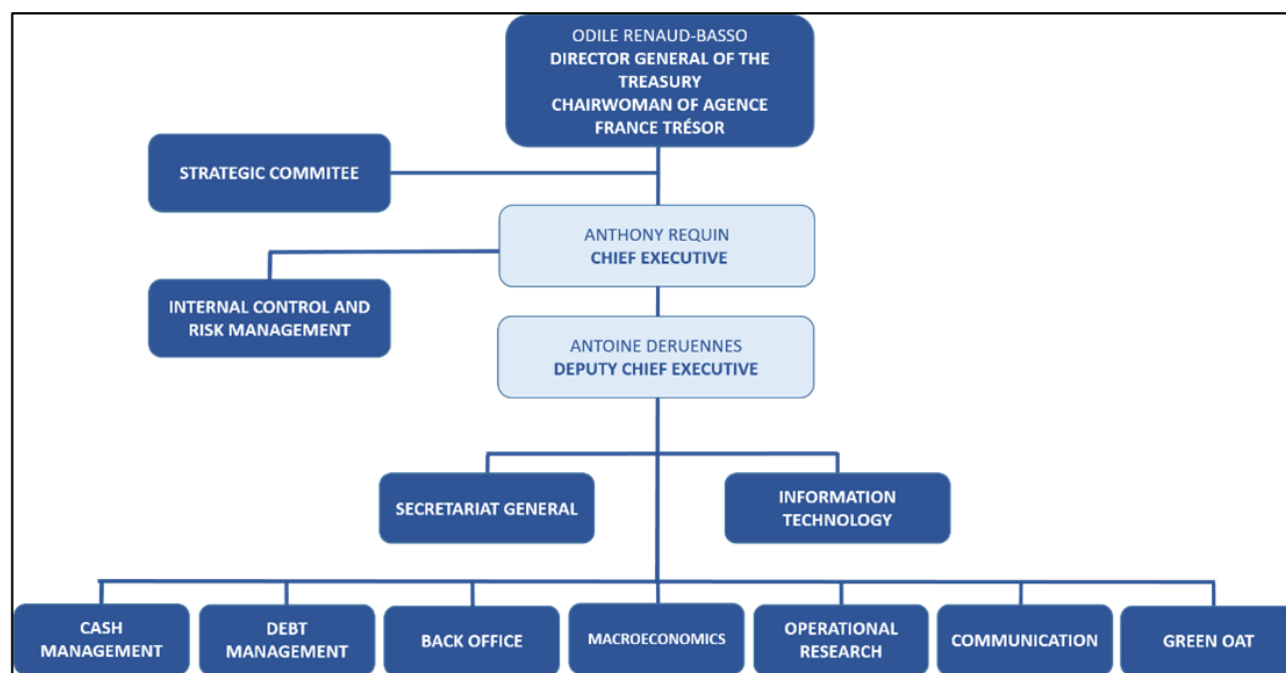 ODILE RENAUD-BASSO
DIRECTOR GENERAL OF THE
TREASURY
CHAIRWOMAN OF AGENCE
FRANCE TRÉSOR
STRATEGIC COMMITEE
ANTHONY REQUIN
CHIEF EXECUTIVE
INTERNAL CONTROL AND
RISK MANAGEMENT
ANTOINE DERUENNES
DEPUTY CHIEF EXECUTIVE
SECRETARIAT GENERAL
INFORMATION
TECHNOLOGY
CASH
MANAGEMENT
DEBT
MANAGEMENT
BACK OFFICE
MACROECONOMICS
OPERATIONAL
RESEARCH
COMMUNICATION
GREEN OAT